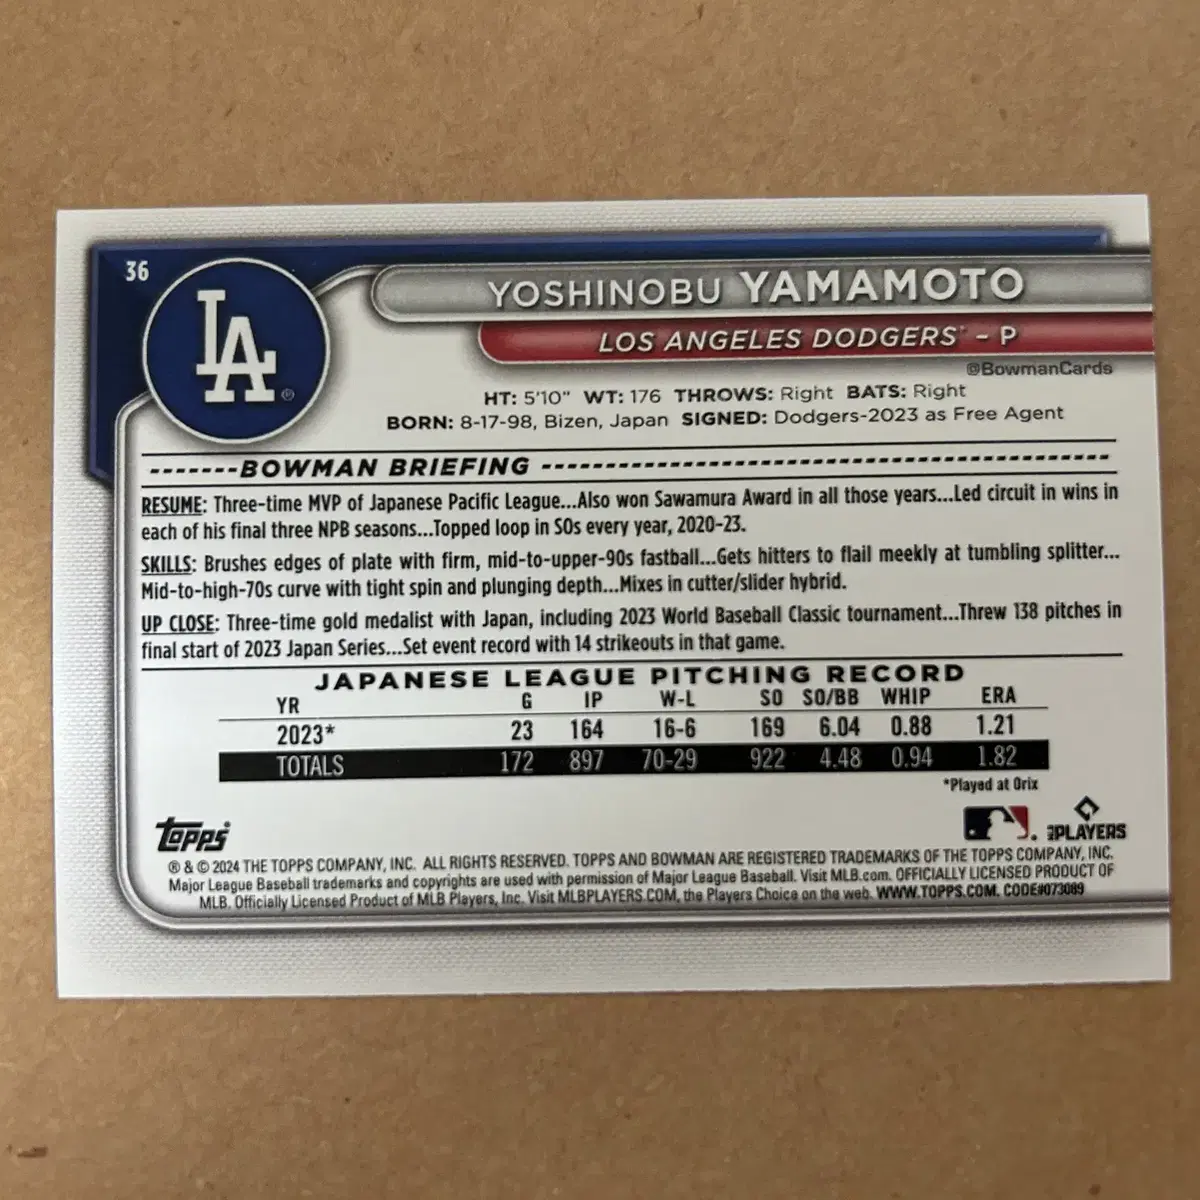 36
LA®
YOSHINOBU YAMAMOTO
LOS ANGELES DODGERS® - P
@BowmanCards
HT: 5'10" WT: 176 THROWS: Right BATS: Right
BORN: 8-17-98, Bizen, Japan SIGNED: Dodgers-2023 as Free Agent
BOWMAN BRIEFING
RESUME: Three-time MVP of Japanese Pacific League...Also won Sawamura Award in all those years...Led circuit in wins in
each of his final three NPB seasons...Topped loop in SOs every year, 2020-23.
SKILLS: Brushes edges of plate with firm, mid-to-upper-90s fastball...Gets hitters to flail meekly at tumbling splitter...
Mid-to-high-70s curve with tight spin and plunging depth...Mixes in cutter/slider hybrid.
UP CLOSE: Three-time gold medalist with Japan, including 2023 World Baseball Classic tournament...Threw 138 pitches in
final start of 2023 Japan Series...Set event record with 14 strikeouts in that game.
JAPANESE LEAGUE PITCHING RECORD
YR G IP W-L SO SO/BB WHIP ERA
2023* 23 164 16-6 169 6.04 0.88 1.21
TOTALS 172 897 70-29 922 4.48 0.94 1.82
*Played at Orix
topps
MLB PLAYERS
® & © 2024 THE TOPPS COMPANY, INC. ALL RIGHTS RESERVED. TOPPS AND BOWMAN ARE REGISTERED TRADEMARKS OF THE TOPPS COMPANY, INC.
Major League Baseball trademarks and copyrights are used with permission of Major League Baseball. Visit MLB.com. OFFICIALLY LICENSED PRODUCT OF
MLB. Officially Licensed Product of MLB Players, Inc. Visit MLBPLAYERS.COM, the Players Choice on the web. WWW.TOPPS.COM. CODE#073089